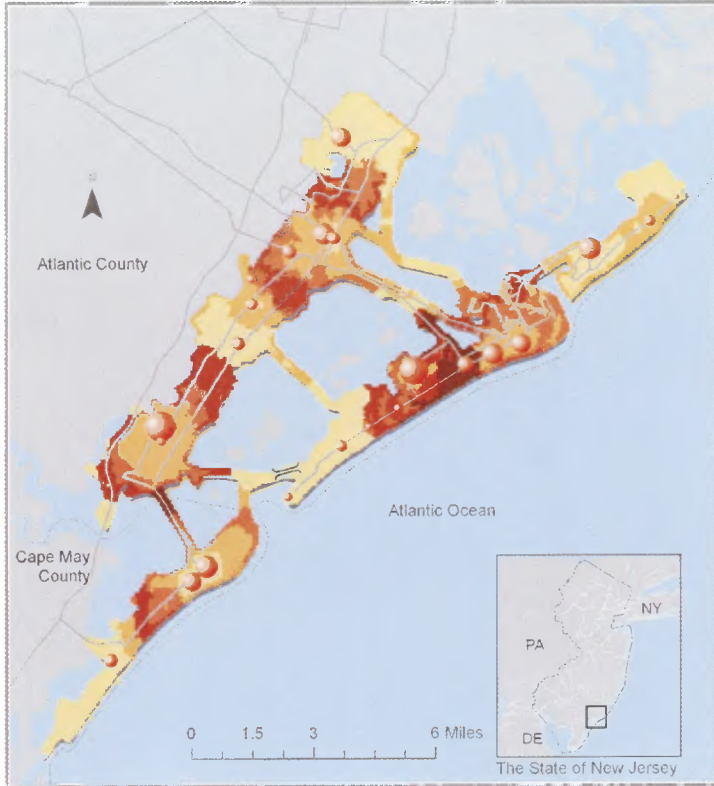 Atlantic County
Atlantic Ocean
Cape May
County
NY
PA
DE
0 1.5 3 6 Miles
The State of New Jersey